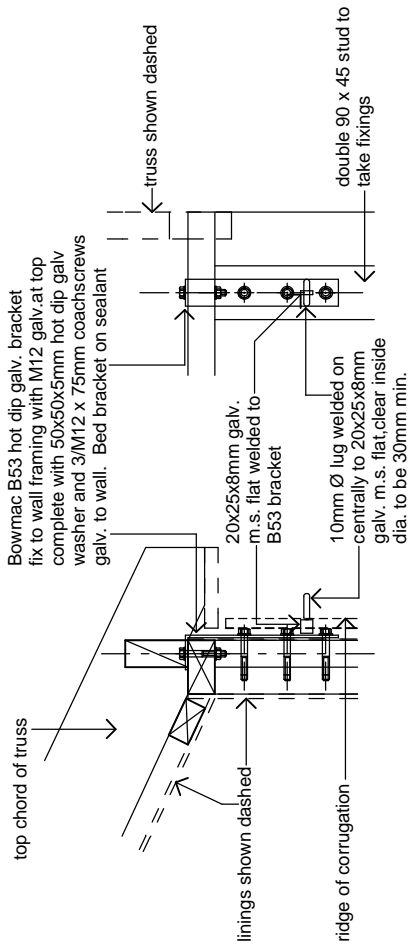 top chord of truss
linings shown dashed
ridge of corrugation
Bowmac B53 hot dip galv. bracket
fix to wall framing with M12 galv.at top
complete with 50x50x5mm hot dip galv
washer and 3/M12 x 75mm coachscrews
galv. to wall.  Bed bracket on sealant
20x25x8mm galv.
m.s. flat welded to
B53 bracket
10mm Ø lug welded on
centrally to 20x25x8mm
galv. m.s. flat,clear inside
dia. to be 30mm min.
truss shown dashed
double 90 x 45 stud to
take fixings